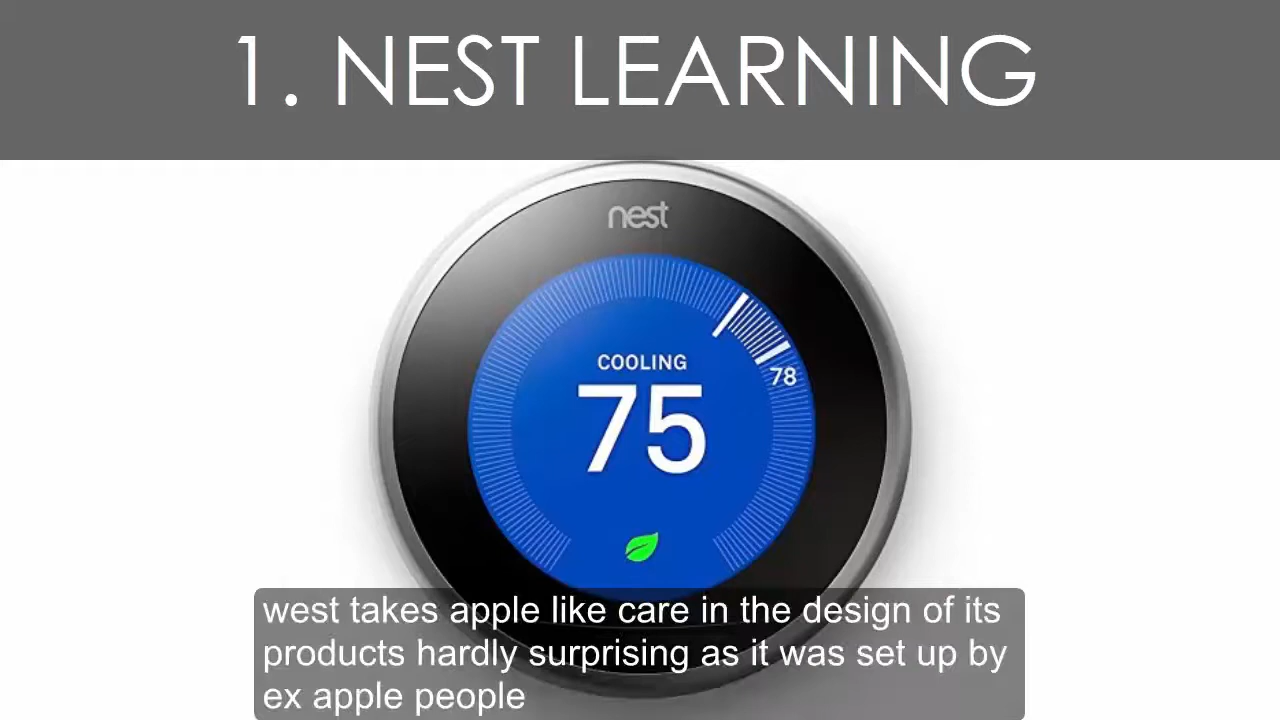 1. NEST LEARNING
nest
COOLING
75
78
west takes apple like care in the design of its
products hardly surprising as it was set up by
ex apple people